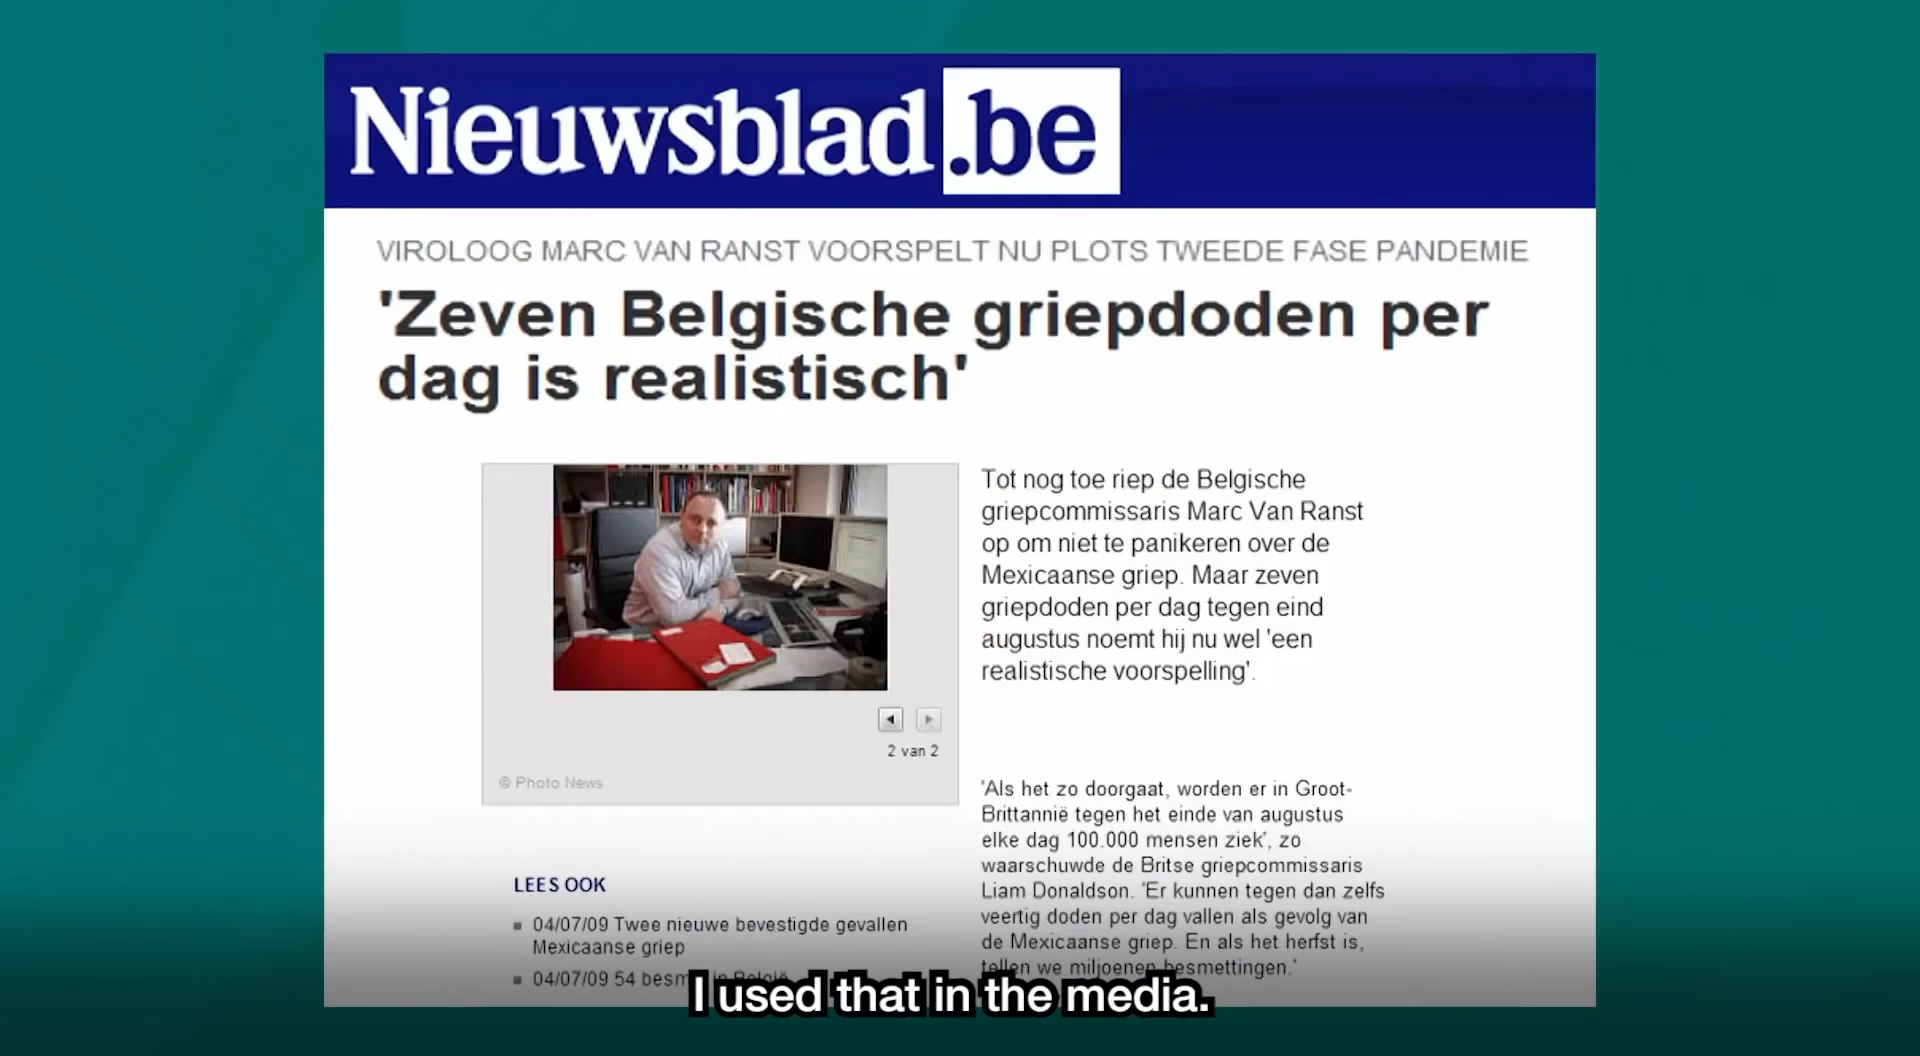 Nieuwsblad.be
VIROLOOG MARC VAN RANST VOORSPELT NU PLOTS TWEEDE FASE PANDEMIE
'Zeven Belgische griepdoden per
dag is realistisch'
Tot nog toe riep de Belgische
griepcommissaris Marc Van Ranst
op om niet te panikeren over de
Mexicaanse griep. Maar zeven
griepdoden per dag tegen eind
augustus noemt hij nu wel 'een
realistische voorspelling'.
2 van 2
© Photo News
'Als het zo doorgaat, worden er in Groot-
Brittannië tegen het einde van augustus
elke dag 100.000 mensen ziek', zo
waarschuwde de Britse griepcommissaris
Liam Donaldson. 'Er kunnen tegen dan zelfs
veertig doden per dag vallen als gevolg van
de Mexicaanse griep. En als het herfst is,
tellen we miljoenen besmettingen.'
LEES OOK
04/07/09 Twee nieuwe bevestigde gevallen
Mexicaanse griep
04/07/09 54 besm in België
I used that in the media.